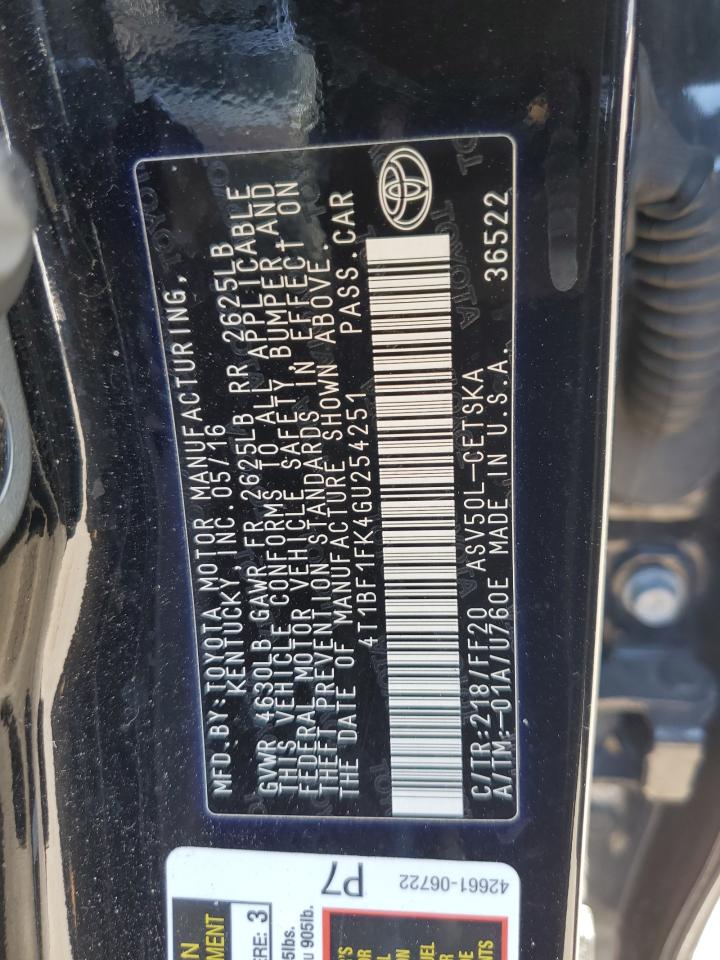 MFD.BY:TOYOTA MOTOR MANUFACTURING,
KENTUCKY, INC. 05/16
GVWR 4630LB GAWR FR 2625LB RR 2625LB
THIS VEHICLE CONFORMS TO ALL APPLICABLE
FEDERAL MOTOR VEHICLE SAFETY, BUMPER, AND
THEFT PREVENTION STANDARDS IN EFFECT ON
THE DATE OF MANUFACTURE SHOWN ABOVE.
4T1BF1FK4GU254251 PASS.CAR
C/TR:218/FF20 ASV50L-CETSKA
A/TM:-01A/U760E MADE IN U.S.A. 36522
P7
42661-06722
3
905lb.